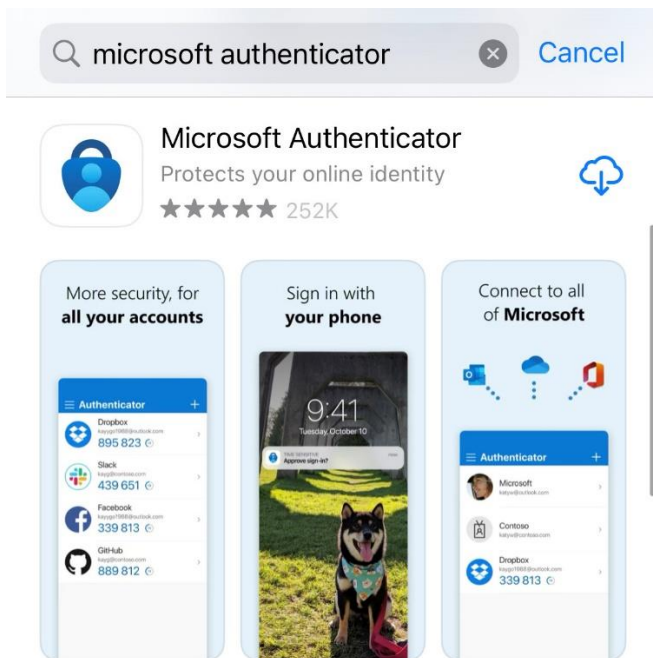 microsoft authenticator
Cancel
Microsoft Authenticator
Protects your online identity
252K
More security, for
all your accounts
Authenticator
Dropbox
895 823
Slack
439 651
Facebook
339 813
GitHub
889 812
Sign in with
your phone
9:41
Tuesday, October 10
Approve sign-in?
Connect to all
of Microsoft
Authenticator
Microsoft
Contoso
Dropbox
339 813